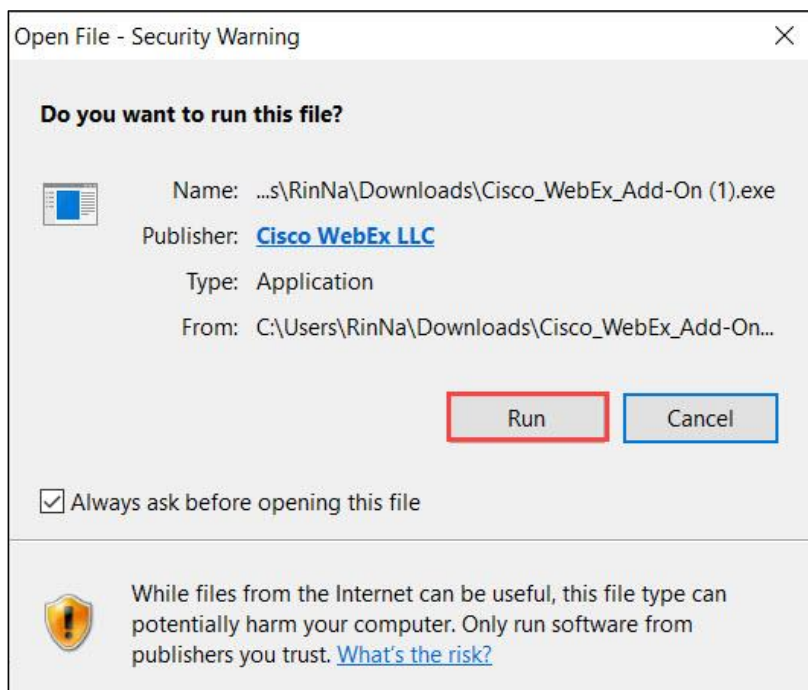 Open File - Security Warning
Do you want to run this file?
Name: ...s\RinNa\Downloads\Cisco_WebEx_Add-On (1).exe
Publisher: Cisco WebEx LLC
Type: Application
From: C:\Users\RinNa\Downloads\Cisco_WebEx_Add-On...
Run Cancel
Always ask before opening this file
While files from the Internet can be useful, this file type can
potentially harm your computer. Only run software from
publishers you trust. What's the risk?